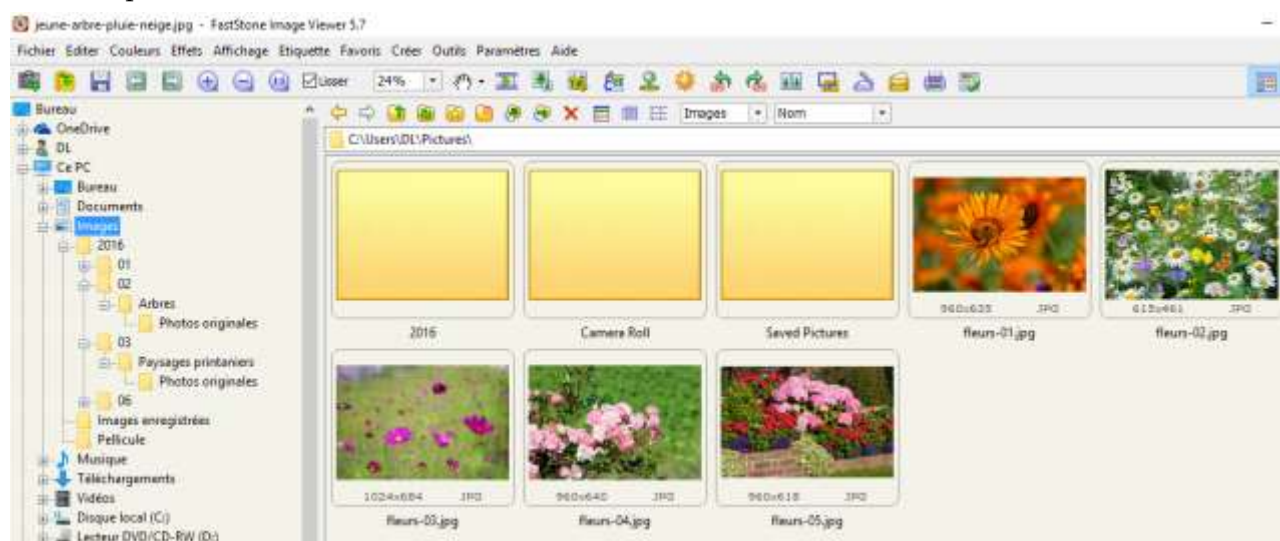 jeune-arbre-pluie-neige.jpg - FastStone Image Viewer 5.7
Fichier Editer Couleurs Effets Affichage Etiquette Favoris Créer Outils Paramètres Aide
Lisser 24%
Images Nom
C:\Users\DL\Pictures\
Bureau
OneDrive
DL
Ce PC
Bureau
Documents
Images
2016
01
02
Arbres
Photos originales
03
Paysages printaniers
Photos originales
06
Images enregistrées
Pellicule
Musique
Téléchargements
Vidéos
Disque local (C:)
Lecteur DVD/CD-RW (D:)
2016
Camera Roll
Saved Pictures
JPG
fleurs-01.jpg
615x461 JPG
fleurs-02.jpg
1024x684 JPG
fleurs-03.jpg
960x640 JPG
fleurs-04.jpg
960x618 JPG
fleurs-05.jpg